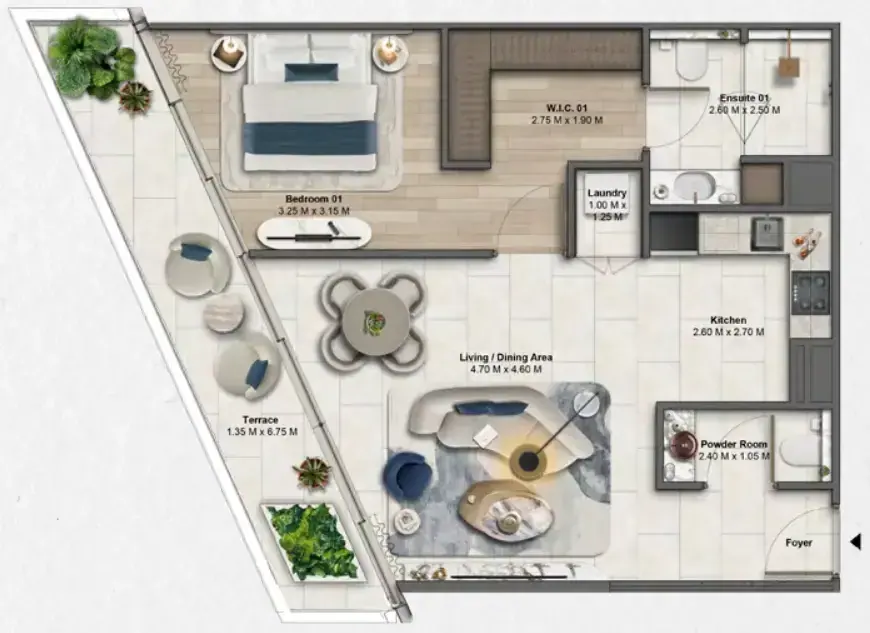 W.I.C. 01
2.75 M x 1.90 M
Ensuite 01
2.60 M x 2.50 M
Bedroom 01
3.25 M x 3.15 M
Laundry
1.00 M x
1.25 M
Kitchen
2.60 M x 2.70 M
Living / Dining Area
4.70 M x 4.60 M
Terrace
1.35 M x 6.75 M
Powder Room
2.40 M x 1.05 M
Foyer